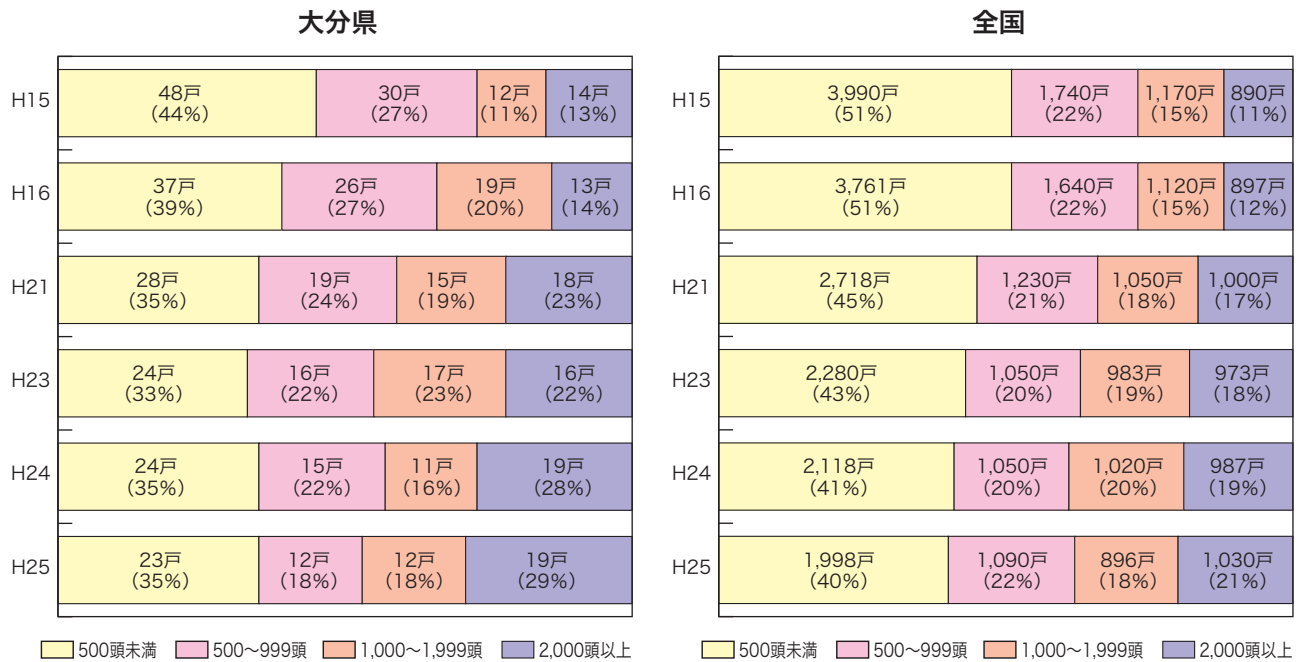 大分県
H15
48戸
(44%)
30戸
(27%)
12戸
(11%)
14戸
(13%)
H16
37戸
(39%)
26戸
(27%)
19戸
(20%)
13戸
(14%)
H21
28戸
(35%)
19戸
(24%)
15戸
(19%)
18戸
(23%)
H23
24戸
(33%)
16戸
(22%)
17戸
(23%)
16戸
(22%)
H24
24戸
(35%)
15戸
(22%)
11戸
(16%)
19戸
(28%)
H25
23戸
(35%)
12戸
(18%)
12戸
(18%)
19戸
(29%)
500頭未満 500〜999頭 1,000〜1,999頭 2,000頭以上
全国
H15
3,990戸
(51%)
1,740戸
(22%)
1,170戸
(15%)
890戸
(11%)
H16
3,761戸
(51%)
1,640戸
(22%)
1,120戸
(15%)
897戸
(12%)
H21
2,718戸
(45%)
1,230戸
(21%)
1,050戸
(18%)
1,000戸
(17%)
H23
2,280戸
(43%)
1,050戸
(20%)
983戸
(19%)
973戸
(18%)
H24
2,118戸
(41%)
1,050戸
(20%)
1,020戸
(20%)
987戸
(19%)
H25
1,998戸
(40%)
1,090戸
(22%)
896戸
(18%)
1,030戸
(21%)
500頭未満 500〜999頭 1,000〜1,999頭 2,000頭以上